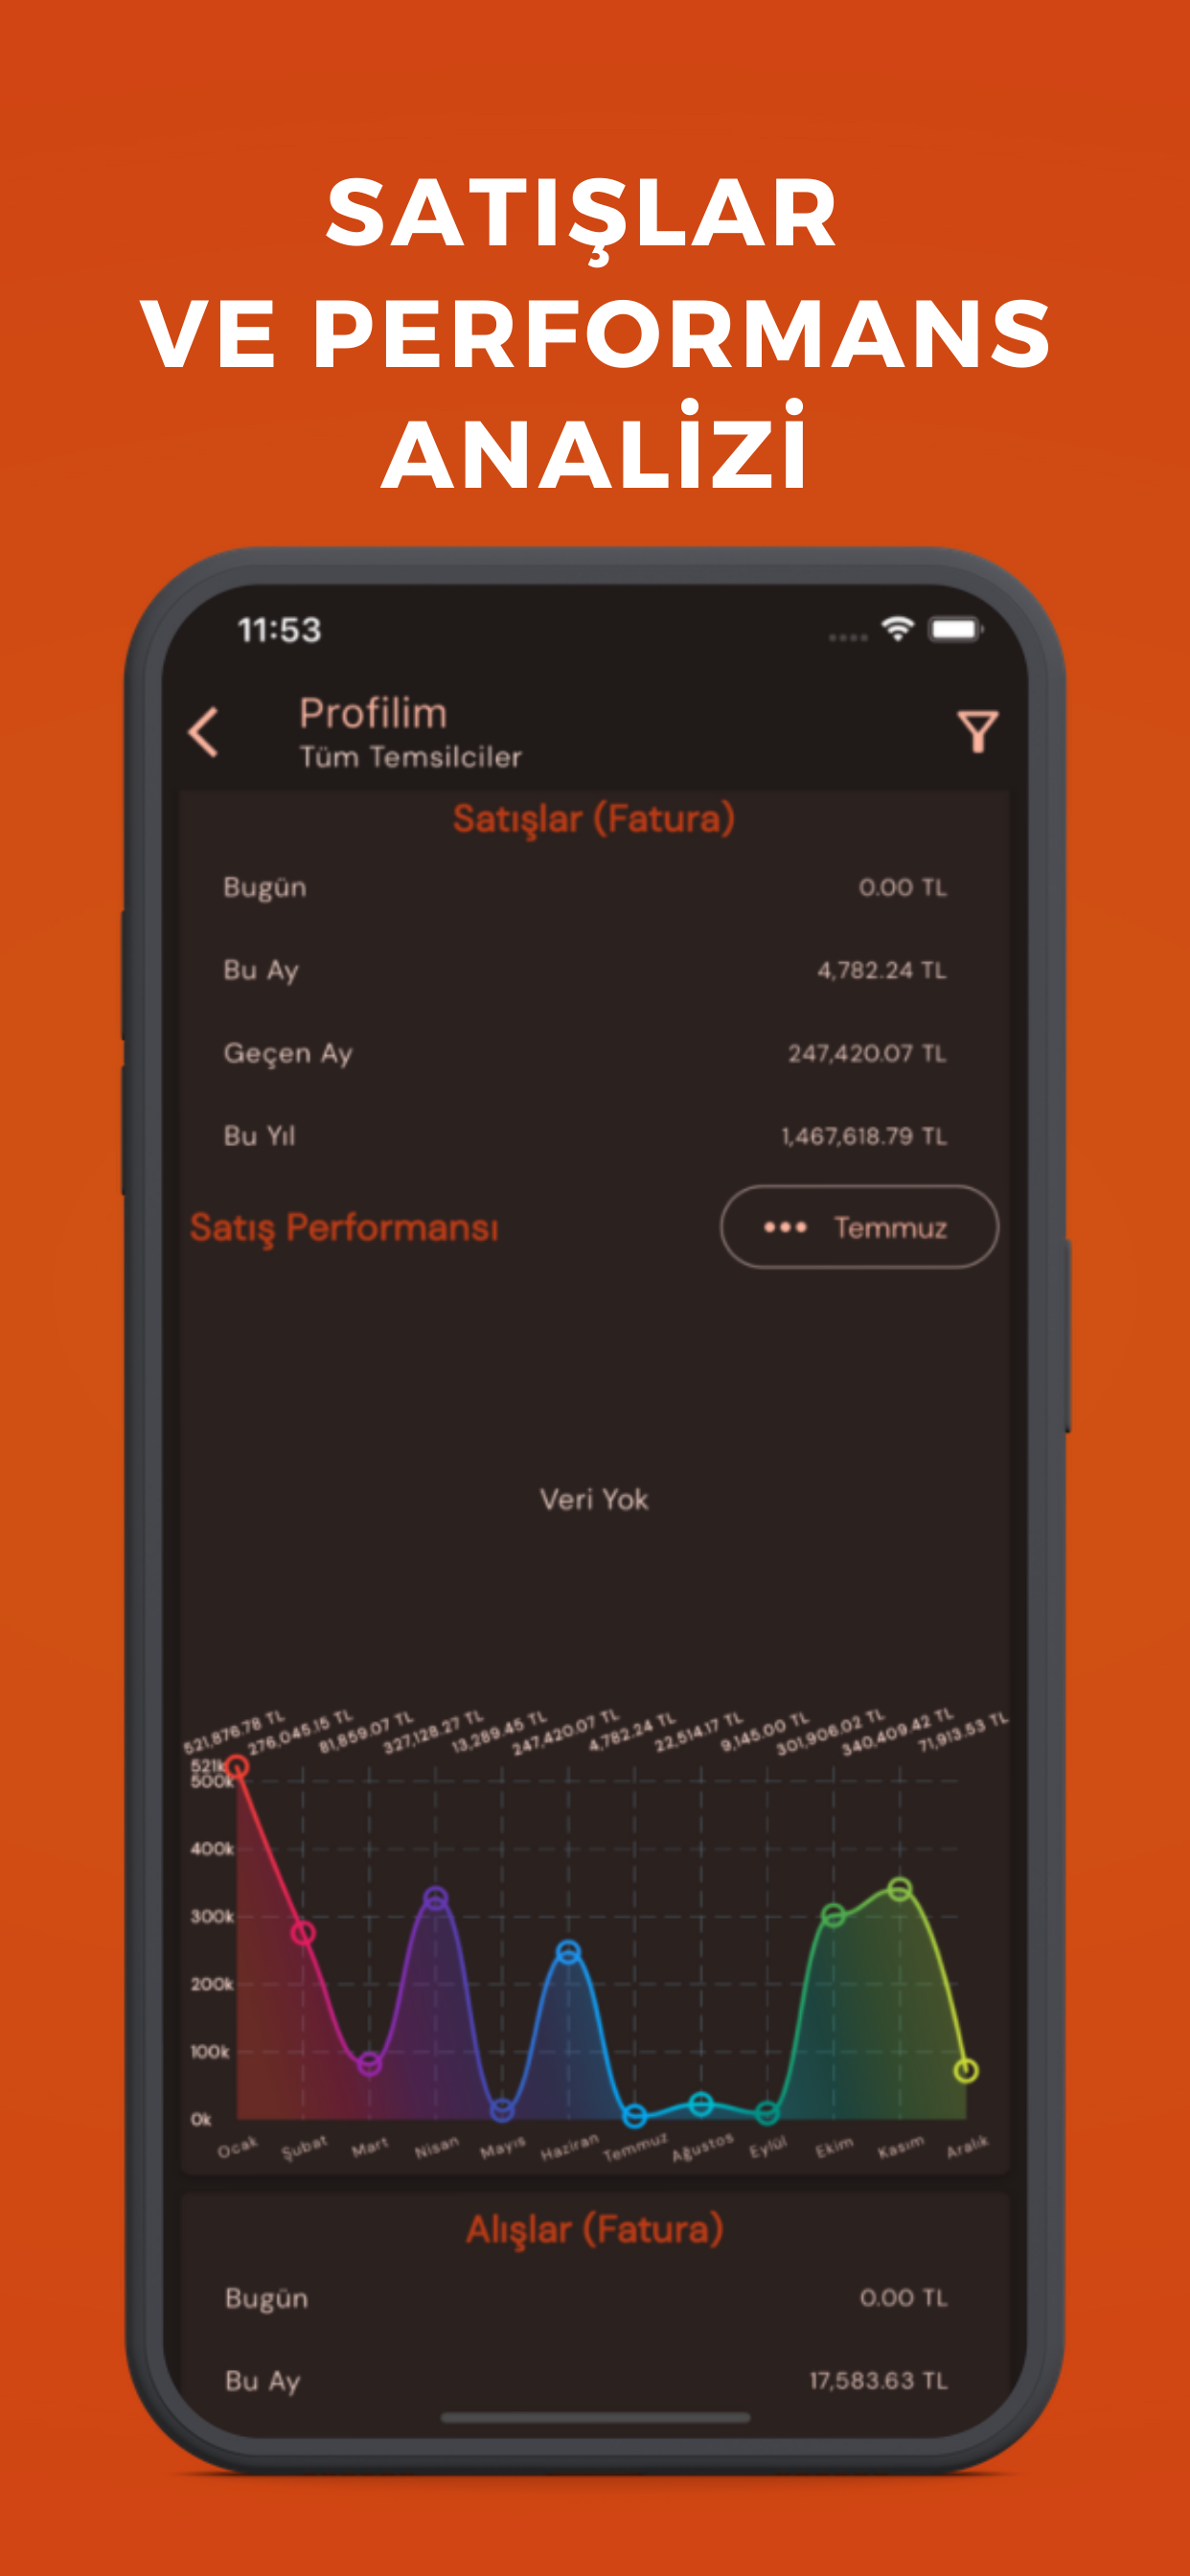 SATIŞLAR
VE PERFORMANS
ANALİZİ
11:53
Profilim
Tüm Temsilciler
Satışlar (Fatura)
Bugün 0.00 TL
Bu Ay 4,782.24 TL
Geçen Ay 247,420.07 TL
Bu Yıl 1,467,618.79 TL
Satış Performansı ••• Temmuz
Veri Yok
521,876.78 TL 276,045.15 TL 81,859.07 TL 327,128.27 TL 13,289.45 TL 247,420.07 TL 4,782.24 TL 22,514.17 TL 9,145.00 TL 301,906.02 TL 340,409.42 TL 71,913.53 TL
521k
500k
400k
300k
200k
100k
0k
Ocak Şubat Mart Nisan Mayıs Haziran Temmuz Ağustos Eylül Ekim Kasım Aralık
Alışlar (Fatura)
Bugün 0.00 TL
Bu Ay 17,583.63 TL